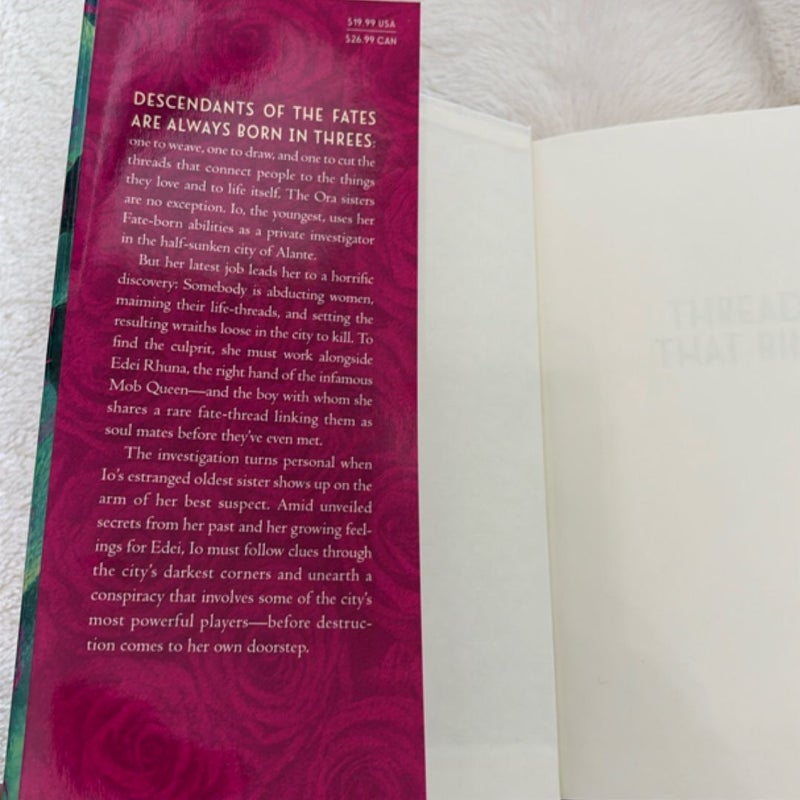 $19.99 USA
$26.99 CAN
DESCENDANTS OF THE FATES
ARE ALWAYS BORN IN THREES:
one to weave, one to draw, and one to cut the
threads that connect people to the things
they love and to life itself. The Ora sisters
are no exception. Io, the youngest, uses her
Fate-born abilities as a private investigator
in the half-sunken city of Alante.
But her latest job leads her to a horrific
discovery: Somebody is abducting women,
maiming their life-threads, and setting the
resulting wraiths loose in the city to kill. To
find the culprit, she must work alongside
Edei Rhuna, the right hand of the infamous
Mob Queen—and the boy with whom she
shares a rare fate-thread linking them as
soul mates before they've even met.
The investigation turns personal when
Io's estranged oldest sister shows up on the
arm of her best suspect. Amid unveiled
secrets from her past and her growing feel-
ings for Edei, Io must follow clues through
the city's darkest corners and unearth a
conspiracy that involves some of the city's
most powerful players—before destruc-
tion comes to her own doorstep.